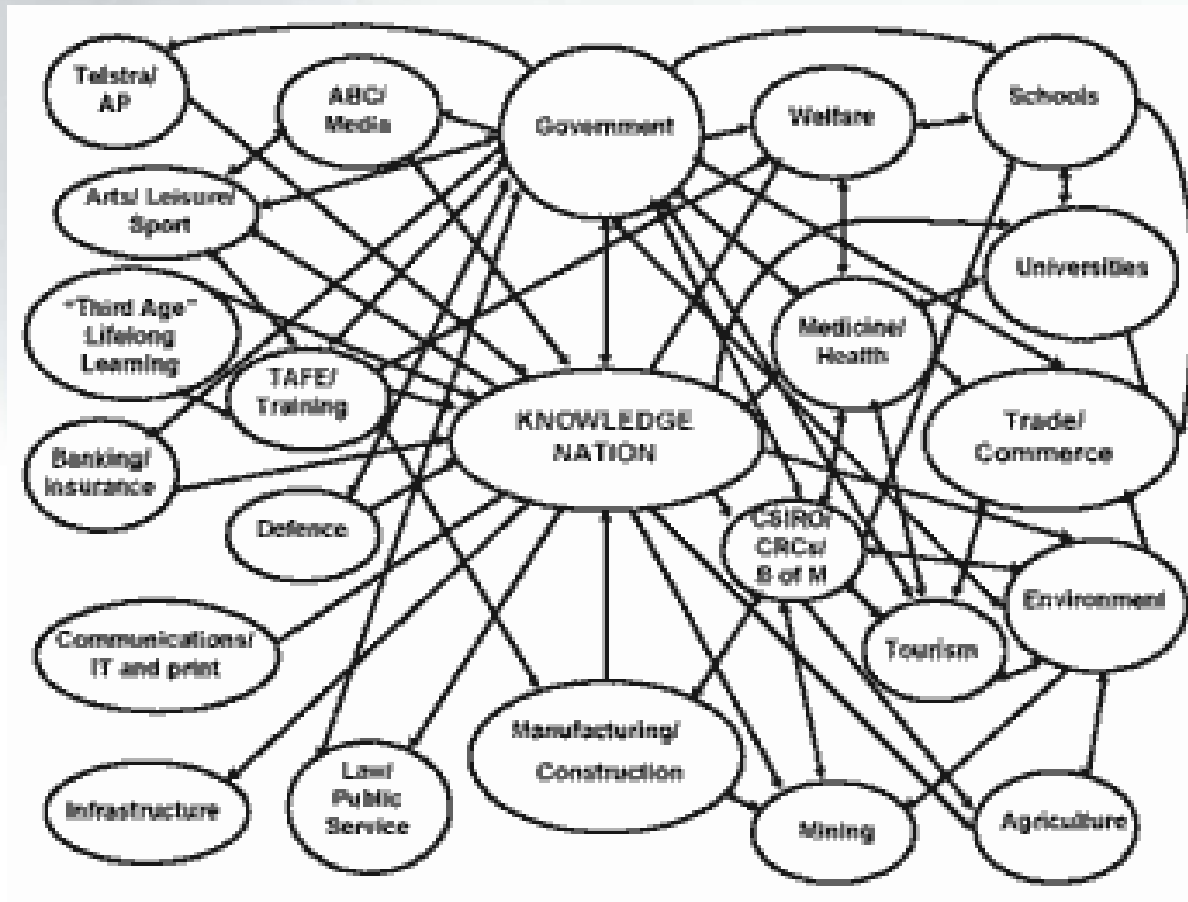 Telstra/
AP
ABC/
Media
Government
Welfare
Schools
Arts/ Leisure/
Sport
Universities
"Third Age"
Lifelong
Learning
Medicine/
Health
TAFE/
Training
KNOWLEDGE
NATION
Trade/
Commerce
Banking/
Insurance
Defence
CSIRO/
CRCs/
B of M
Environment
Communications/
IT and print
Tourism
Manufacturing/
Construction
Law/
Public
Service
Infrastructure
Mining
Agriculture